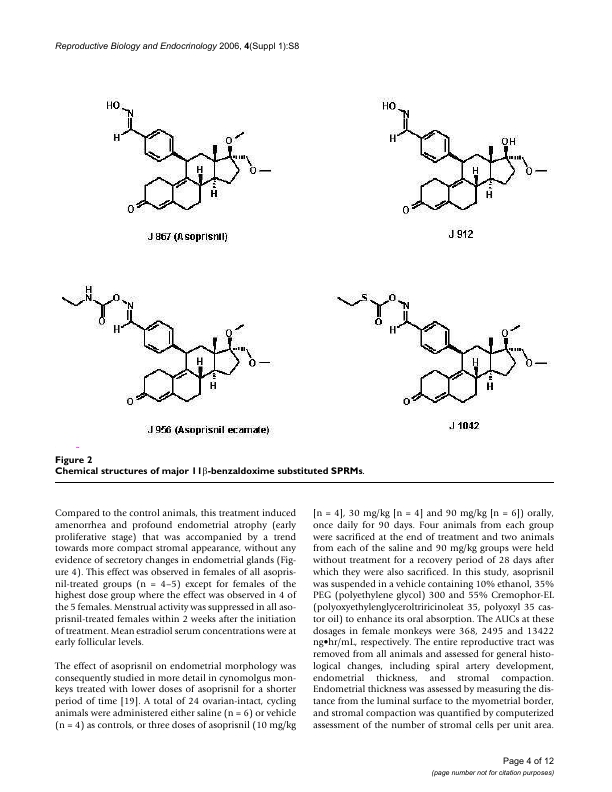 Reproductive Biology and Endocrinology 2006, 4(Suppl 1):S8
HO
N
H
O
O
H
H
O
J 867 (Asoprisnil)
HO
N
H
OH
O
H
H
O
J 912
H
N
O
N
O
H
O
O
H
H
O
J 956 (Asoprisnil ecamate)
S
O
N
O
H
O
O
H
H
O
J 1042
Figure 2
Chemical structures of major 11β-benzaldoxime substituted SPRMs.
Compared to the control animals, this treatment induced
amenorrhea and profound endometrial atrophy (early
proliferative stage) that was accompanied by a trend
towards more compact stromal appearance, without any
evidence of secretory changes in endometrial glands (Fig-
ure 4). This effect was observed in females of all asopris-
nil-treated groups (n = 4–5) except for females of the
highest dose group where the effect was observed in 4 of
the 5 females. Menstrual activity was suppressed in all aso-
prisnil-treated females within 2 weeks after the initiation
of treatment. Mean estradiol serum concentrations were at
early follicular levels.
The effect of asoprisnil on endometrial morphology was
consequently studied in more detail in cynomolgus mon-
keys treated with lower doses of asoprisnil for a shorter
period of time [19]. A total of 24 ovarian-intact, cycling
animals were administered either saline (n = 6) or vehicle
(n = 4) as controls, or three doses of asoprisnil (10 mg/kg
[n = 4], 30 mg/kg [n = 4] and 90 mg/kg [n = 6]) orally,
once daily for 90 days. Four animals from each group
were sacrificed at the end of treatment and two animals
from each of the saline and 90 mg/kg groups were held
without treatment for a recovery period of 28 days after
which they were also sacrificed. In this study, asoprisnil
was suspended in a vehicle containing 10% ethanol, 35%
PEG (polyethylene glycol) 300 and 55% Cremophor-EL
(polyoxyethylenglyceroltriricinoleat 35, polyoxyl 35 cas-
tor oil) to enhance its oral absorption. The AUCs at these
dosages in female monkeys were 368, 2495 and 13422
ng•hr/mL, respectively. The entire reproductive tract was
removed from all animals and assessed for general histo-
logical changes, including spiral artery development,
endometrial thickness, and stromal compaction.
Endometrial thickness was assessed by measuring the dis-
tance from the luminal surface to the myometrial border,
and stromal compaction was quantified by computerized
assessment of the number of stromal cells per unit area.
Page 4 of 12
(page number not for citation purposes)